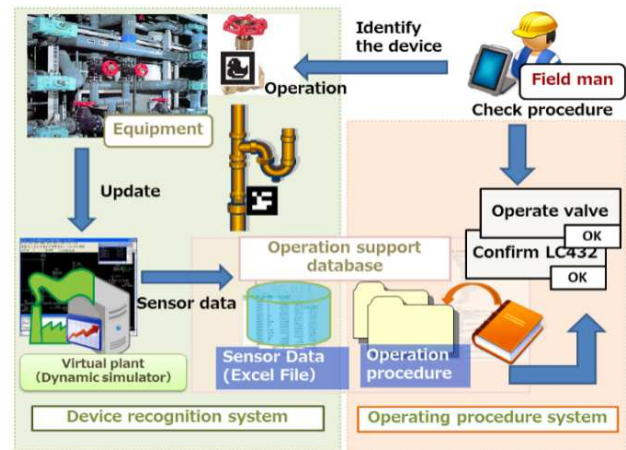 Identify
the device
Operation
Field man
Check procedure
Equipment
Update
Operate valve
OK
Confirm LC432
OK
Operation support
database
Sensor data
Virtual plant
(Dynamic simulator)
Sensor Data
(Excel File)
Operation
procedure
Device recognition system
Operating procedure system